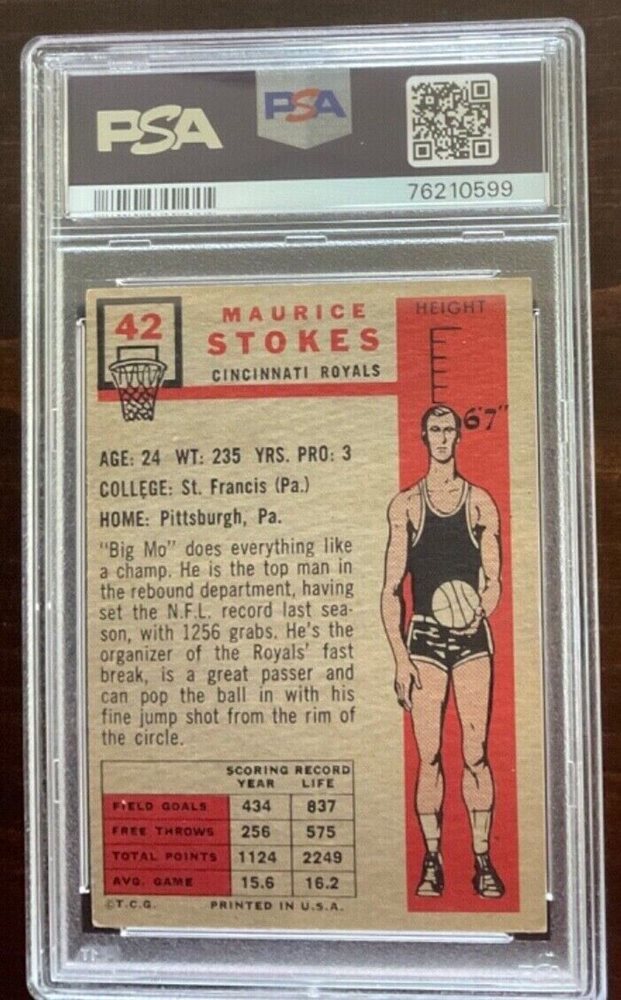 PSA
PSA
76210599
42
MAURICE
STOKES
CINCINNATI ROYALS
HEIGHT
6'7"
AGE: 24 WT: 235 YRS. PRO: 3
COLLEGE: St. Francis (Pa.)
HOME: Pittsburgh, Pa.
"Big Mo" does everything like
a champ. He is the top man in
the rebound department, having
set the N.F.L. record last sea-
son, with 1256 grabs. He's the
organizer of the Royals' fast
break, is a great passer and
can pop the ball in with his
fine jump shot from the rim of
the circle.
SCORING RECORD
YEAR LIFE
FIELD GOALS 434 837
FREE THROWS 256 575
TOTAL POINTS 1124 2249
AVG. GAME 15.6 16.2
©T.C.G. PRINTED IN U.S.A.